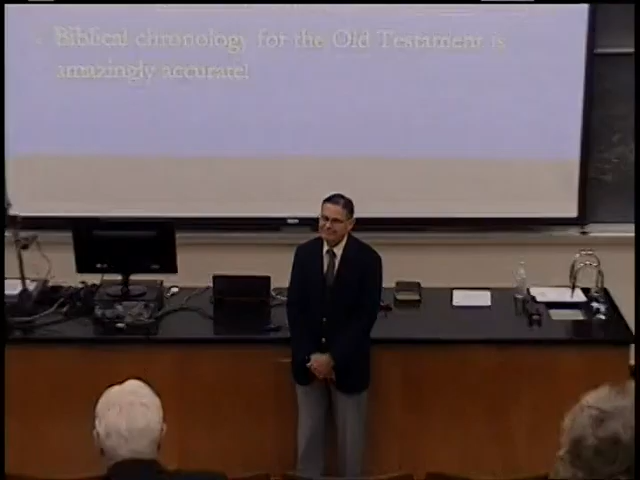 Biblical chronology for the Old Testament is
amazingly accurate!